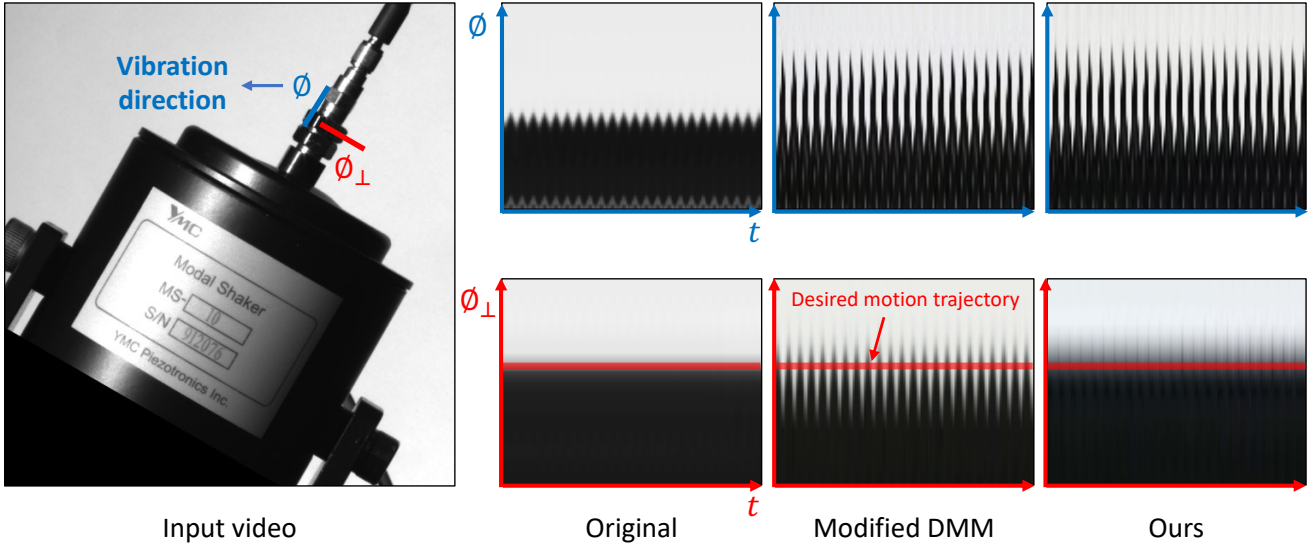 Vibration
direction
Ø
Ø⊥
YMC
Modal Shaker
MS- 10
S/N 912076
YMC Piezotronics Inc.
Ø
t
Ø⊥
Desired motion trajectory
t
Input video
Original
Modified DMM
Ours